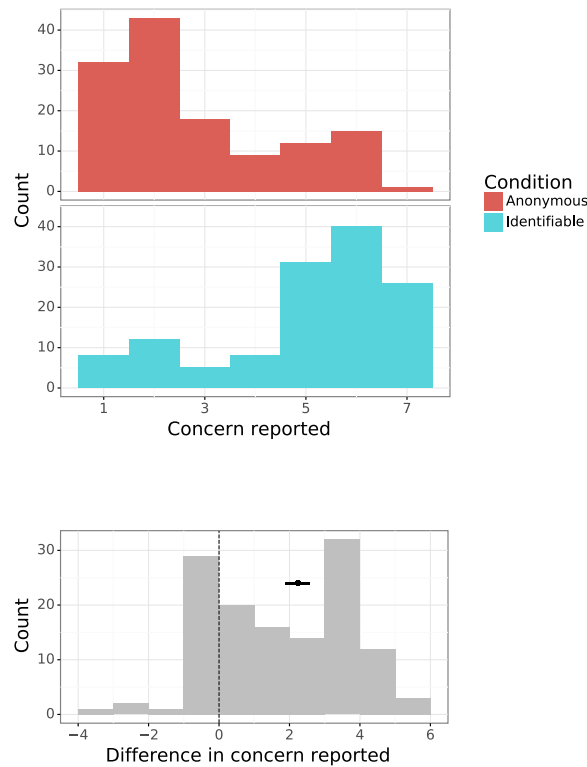 40
30
20
10
0
Count
40
30
20
10
0
1 3 5 7
Concern reported
Condition
Anonymous
Identifiable
30
20
10
0
Count
−4 −2 0 2 4 6
Difference in concern reported